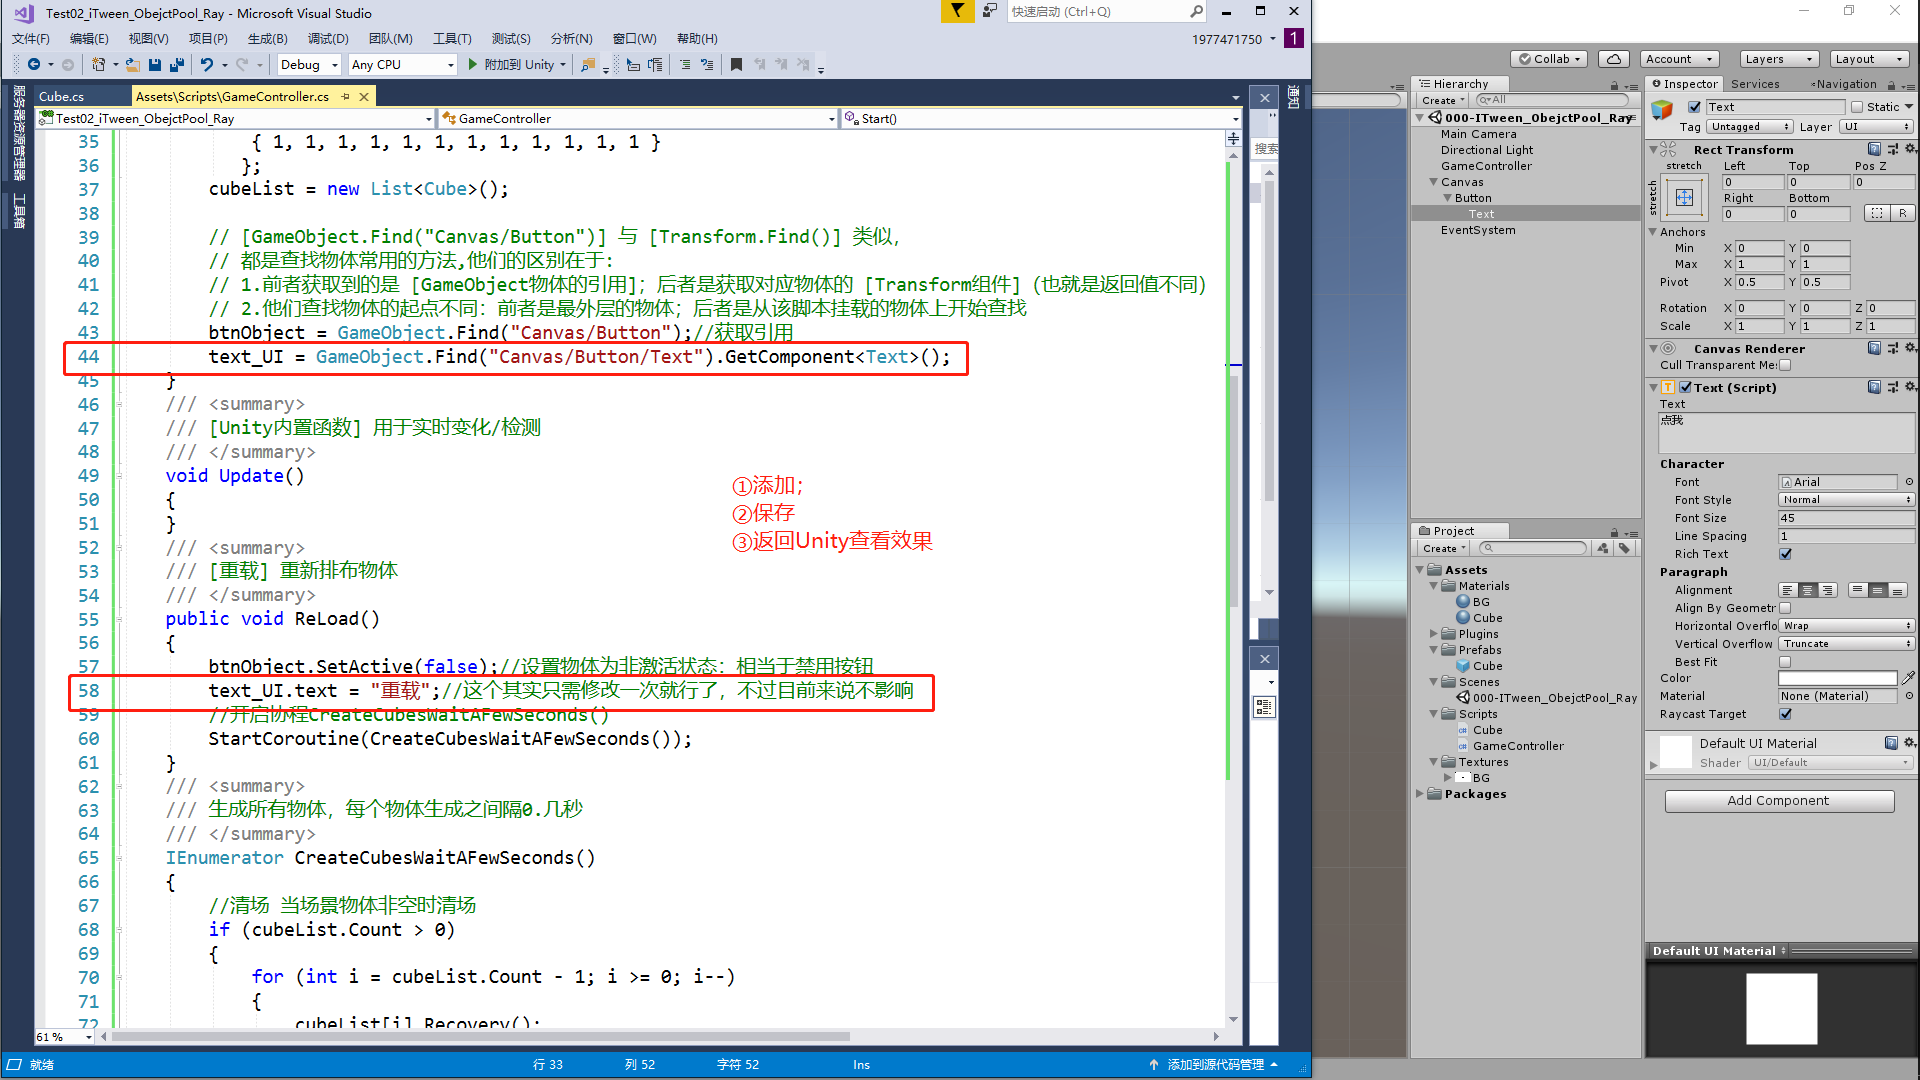 Test02_iTween_ObejctPool_Ray - Microsoft Visual Studio
快速启动 (Ctrl+Q)
文件(F) 编辑(E) 视图(V) 项目(P) 生成(B) 调试(D) 团队(M) 工具(T) 测试(S) 分析(N) 窗口(W) 帮助(H)
1977471750 1
Debug Any CPU 附加到 Unity
服务器资源管理器
工具箱
通知
Cube.cs Assets\Scripts\GameController.cs
Test02_iTween_ObejctPool_Ray GameController Start()
搜索
35 { 1, 1, 1, 1, 1, 1, 1, 1, 1, 1, 1, 1 }
36 };
37 cubeList = new List<Cube>();
38
39 // [GameObject.Find("Canvas/Button")] 与 [Transform.Find()] 类似,
40 // 都是查找物体常用的方法,他们的区别在于:
41 // 1.前者获取到的是 [GameObject物体的引用]; 后者是获取对应物体的 [Transform组件] (也就是返回值不同)
42 // 2.他们查找物体的起点不同: 前者是最外层的物体; 后者是从该脚本挂载的物体上开始查找
43 btnObject = GameObject.Find("Canvas/Button");//获取引用
44 text_UI = GameObject.Find("Canvas/Button/Text").GetComponent<Text>();
45 }
46 /// <summary>
47 /// [Unity内置函数] 用于实时变化/检测
48 /// </summary>
49 void Update()
50 {
51 }
52 /// <summary>
53 /// [重载] 重新排布物体
54 /// </summary>
55 public void ReLoad()
56 {
57 btnObject.SetActive(false);//设置物体为非激活状态: 相当于禁用按钮
58 text_UI.text = "重载";//这个其实只需修改一次就行了, 不过目前来说不影响
59 //开启协程CreateCubesWaitAFewSeconds()
60 StartCoroutine(CreateCubesWaitAFewSeconds());
61 }
62 /// <summary>
63 /// 生成所有物体, 每个物体生成之间隔0.几秒
64 /// </summary>
65 IEnumerator CreateCubesWaitAFewSeconds()
66 {
67 //清场 当场景物体非空时清场
68 if (cubeList.Count > 0)
69 {
70 for (int i = cubeList.Count - 1; i >= 0; i--)
71 {
72 cubeList[i].Recovery();
①添加;
②保存
③返回Unity查看效果
61 %
就绪 行 33 列 52 字符 52 Ins 添加到源代码管理
Collab Account Layers Layout
Hierarchy
Create All
000-ITween_ObejctPool_Ray
Main Camera
Directional Light
GameController
Canvas
Button
Text
EventSystem
Project
Create
Assets
Materials
BG
Cube
Plugins
Prefabs
Cube
Scenes
000-ITween_ObejctPool_Ray
Scripts
Cube
GameController
Textures
BG
Packages
Inspector Services Navigation
Text Static
Tag Untagged Layer UI
Rect Transform
stretch Left Top Pos Z
stretch 0 0 0
Right Bottom
0 0 R
Anchors
Min X 0 Y 0
Max X 1 Y 1
Pivot X 0.5 Y 0.5
Rotation X 0 Y 0 Z 0
Scale X 1 Y 1 Z 1
Canvas Renderer
Cull Transparent Me
Text (Script)
Text
点我
Character
Font Arial
Font Style Normal
Font Size 45
Line Spacing 1
Rich Text
Paragraph
Alignment
Align By Geometr
Horizontal Overflo Wrap
Vertical Overflow Truncate
Best Fit
Color
Material None (Material)
Raycast Target
Default UI Material
Shader UI/Default
Add Component
Default UI Material